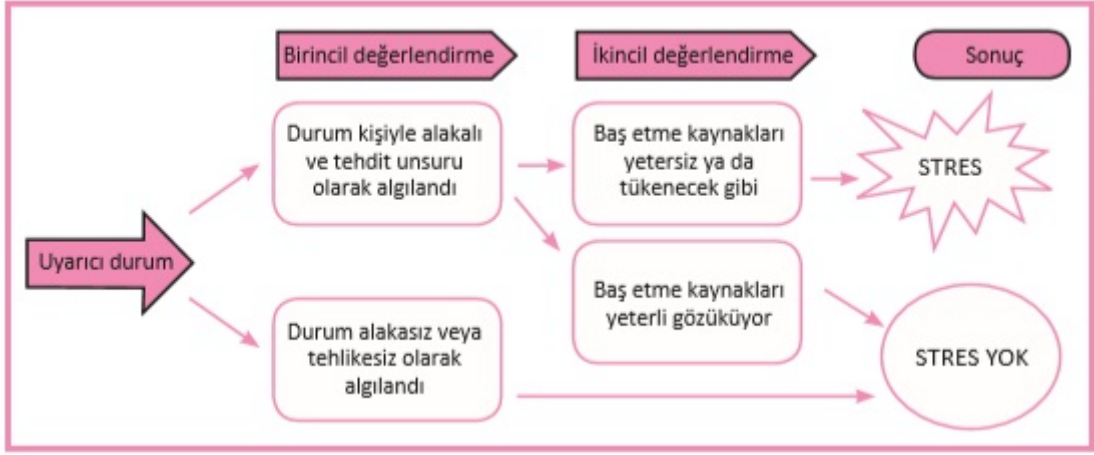 Birincil değerlendirme
İkincil değerlendirme
Sonuç
Uyarıcı durum
Durum kişiyle alakalı
ve tehdit unsuru
olarak algılandı
Baş etme kaynakları
yetersiz ya da
tükenecek gibi
STRES
Baş etme kaynakları
yeterli gözüküyor
Durum alakasız veya
tehlikesiz olarak
algılandı
STRES YOK